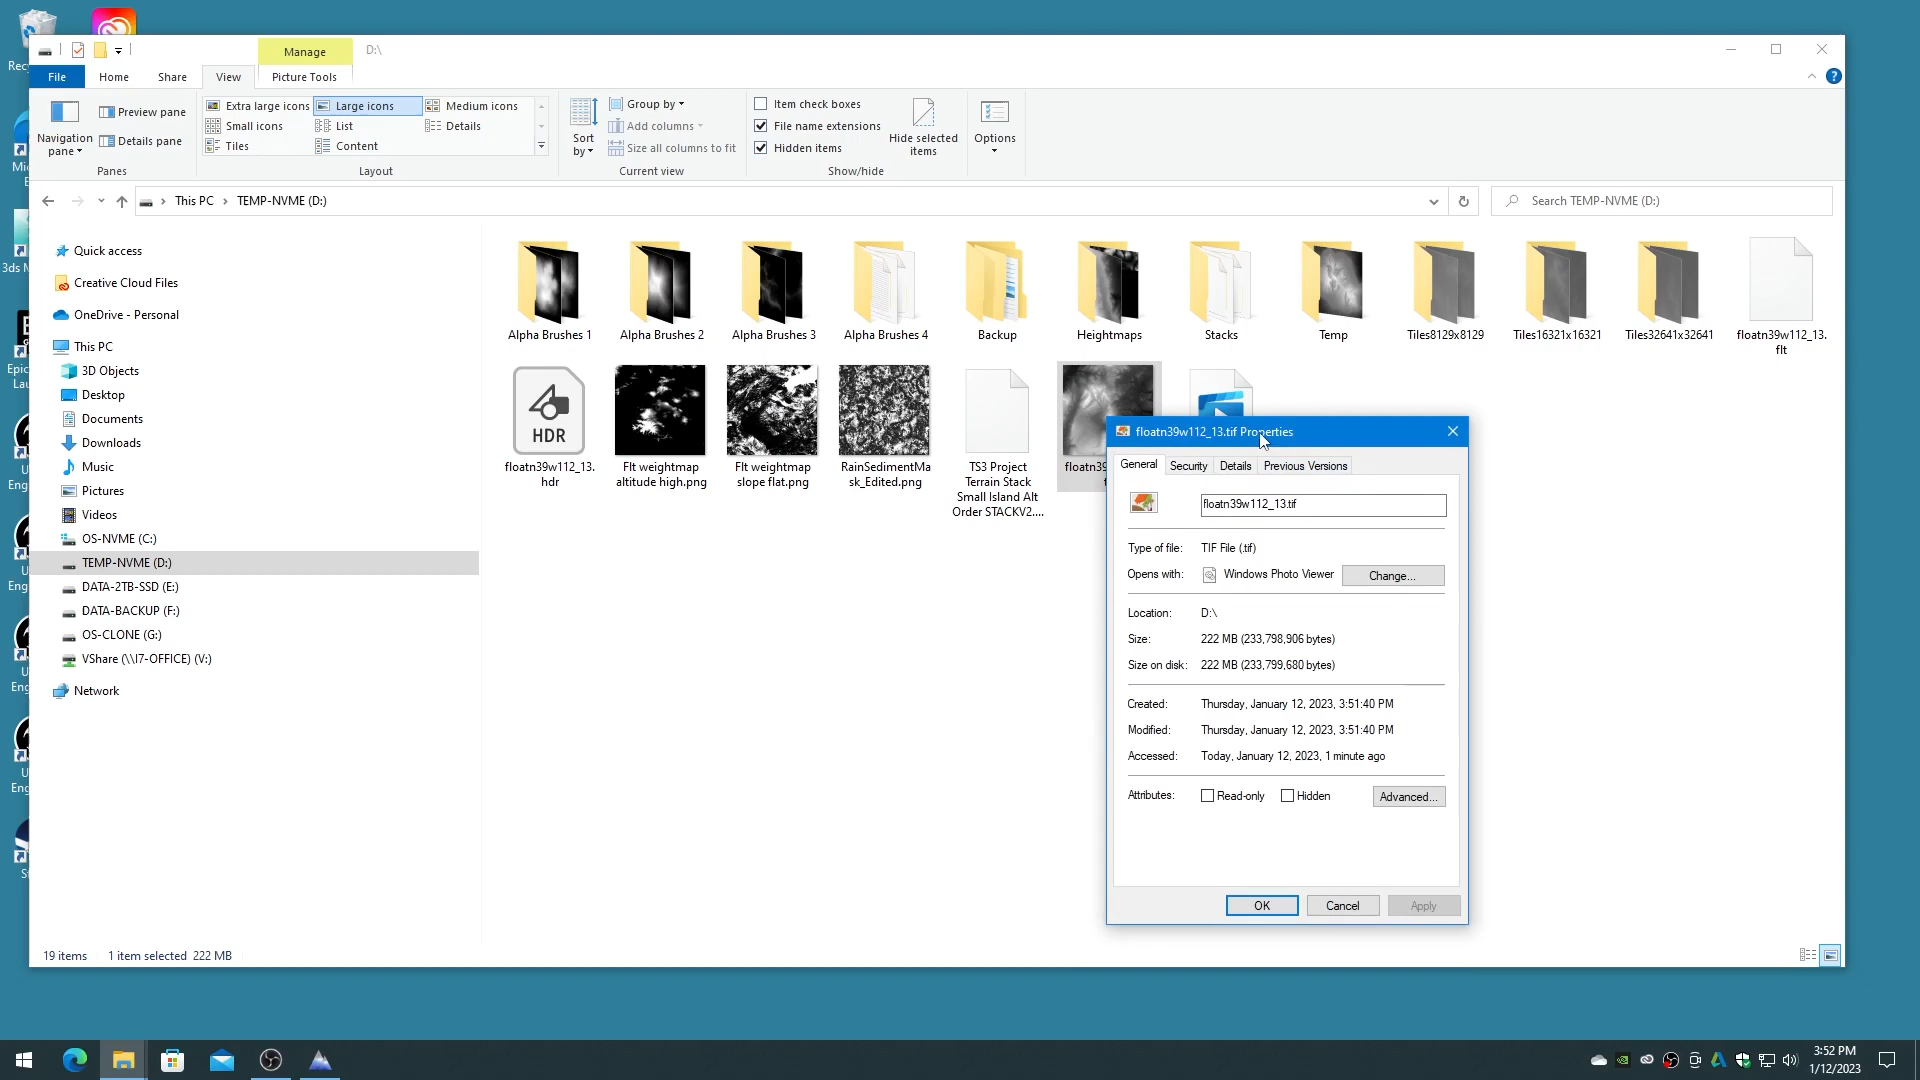 Manage
D:\
File
Home
Share
View
Picture Tools
Navigation
pane
Preview pane
Details pane
Panes
Extra large icons
Large icons
Medium icons
Small icons
List
Details
Tiles
Content
Layout
Sort
by
Group by
Add columns
Size all columns to fit
Current view
Item check boxes
File name extensions
Hidden items
Hide selected
items
Show/hide
Options
This PC
TEMP-NVME (D:)
Search TEMP-NVME (D:)
Quick access
Creative Cloud Files
OneDrive - Personal
This PC
3D Objects
Desktop
Documents
Downloads
Music
Pictures
Videos
OS-NVME (C:)
TEMP-NVME (D:)
DATA-2TB-SSD (E:)
DATA-BACKUP (F:)
OS-CLONE (G:)
VShare (\\I7-OFFICE) (V:)
Network
Alpha Brushes 1
Alpha Brushes 2
Alpha Brushes 3
Alpha Brushes 4
Backup
Heightmaps
Stacks
Temp
Tiles8129x8129
Tiles16321x16321
Tiles32641x32641
floatn39w112_13.
flt
HDR
floatn39w112_13.
hdr
Flt weightmap
altitude high.png
Flt weightmap
slope flat.png
RainSedimentMa
sk_Edited.png
TS3 Project
Terrain Stack
Small Island Alt
Order STACKV2....
floatn39
floatn39w112_13.tif Properties
General
Security
Details
Previous Versions
floatn39w112_13.tif
Type of file:
TIF File (.tif)
Opens with:
Windows Photo Viewer
Change...
Location:
D:\
Size:
222 MB (233,798,906 bytes)
Size on disk:
222 MB (233,799,680 bytes)
Created:
Thursday, January 12, 2023, 3:51:40 PM
Modified:
Thursday, January 12, 2023, 3:51:40 PM
Accessed:
Today, January 12, 2023, 1 minute ago
Attributes:
Read-only
Hidden
Advanced...
OK
Cancel
Apply
19 items
1 item selected 222 MB
Rec
Mic
E
3ds M
Epic
Lau
U
Eng
U
Eng
U
Eng
U
Eng
St
3:52 PM
1/12/2023